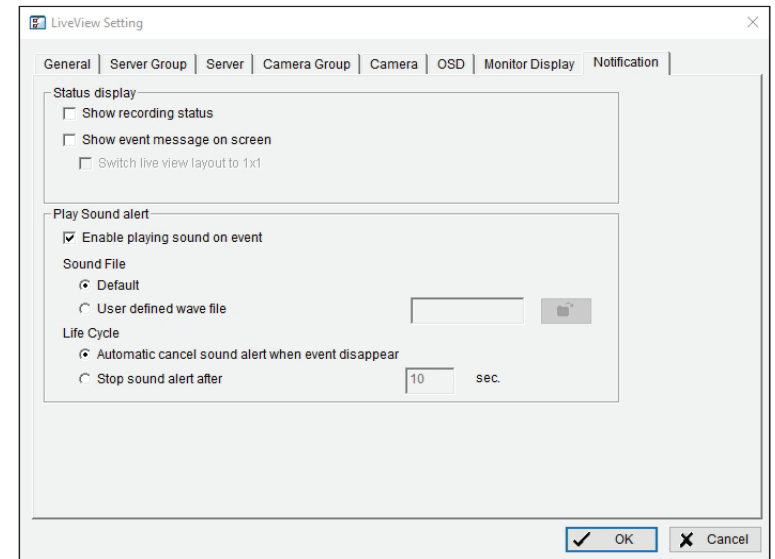 LiveView Setting
General Server Group Server Camera Group Camera OSD Monitor Display Notification
Status display
Show recording status
Show event message on screen
Switch live view layout to 1x1
Play Sound alert
Enable playing sound on event
Sound File
Default
User defined wave file
Life Cycle
Automatic cancel sound alert when event disappear
Stop sound alert after 10 sec.
OK Cancel